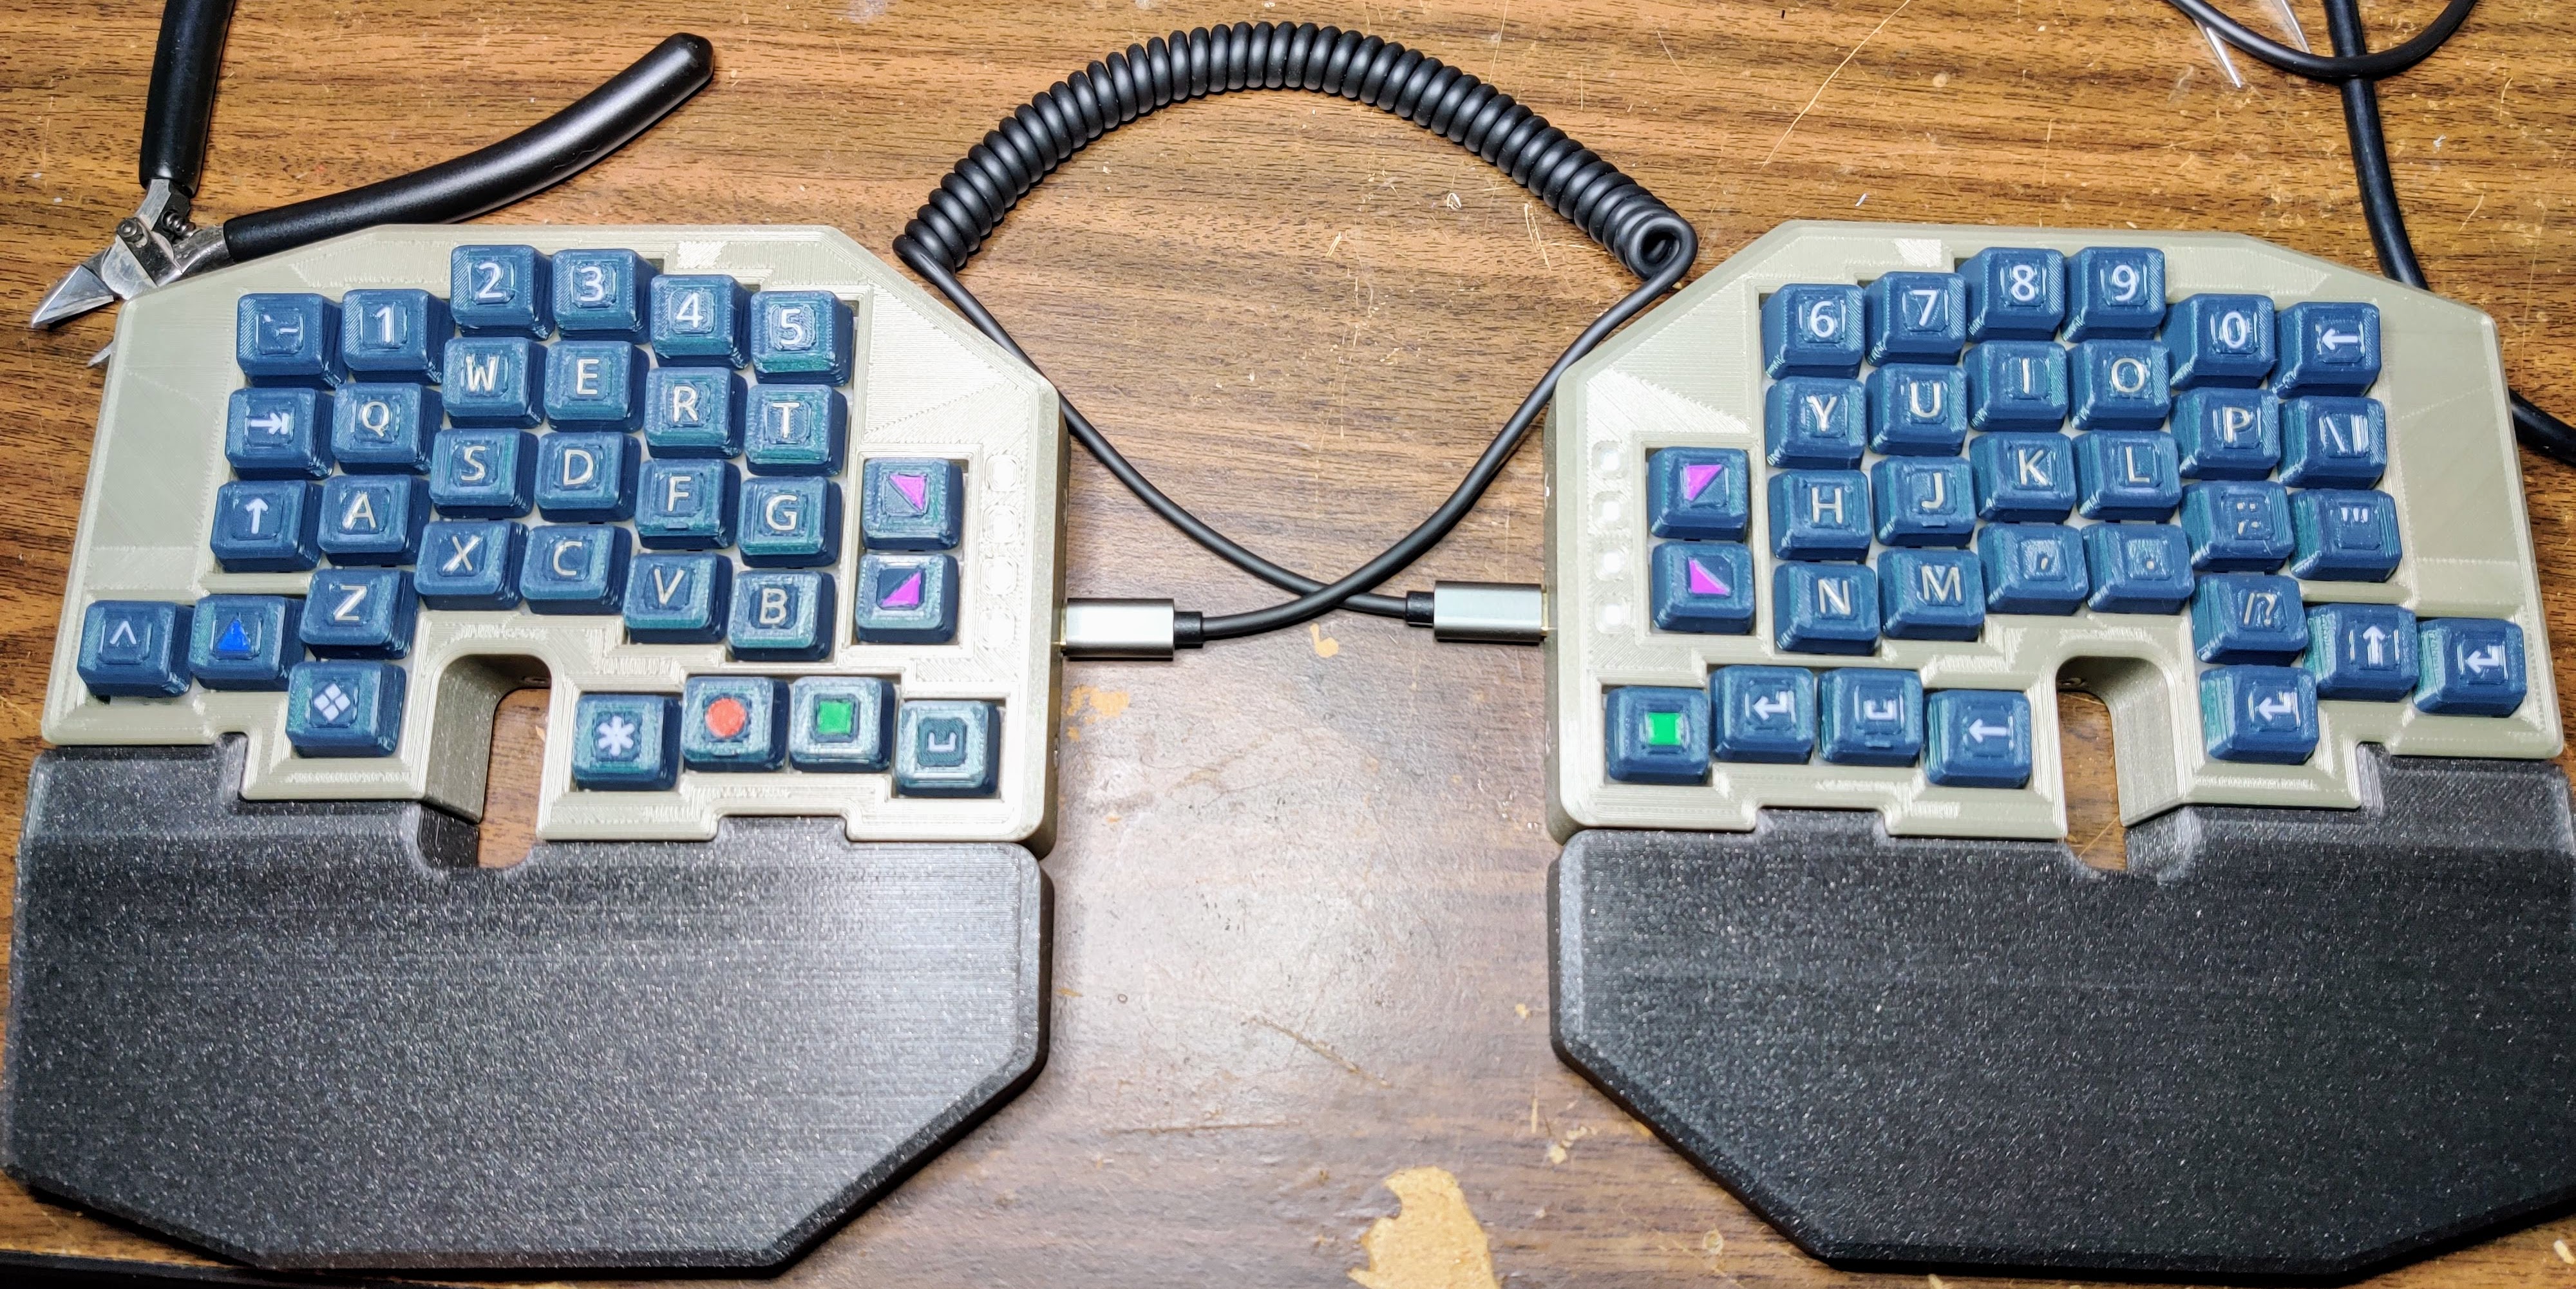 2 3
` ~ 1 4 5
W E
⇥ Q R T
S D
↑ A F G
X C
^ Z V B
8 9
6 7 0 ←
I O
Y U P \|
K L
H J ; : ' "
, .
N M / ?